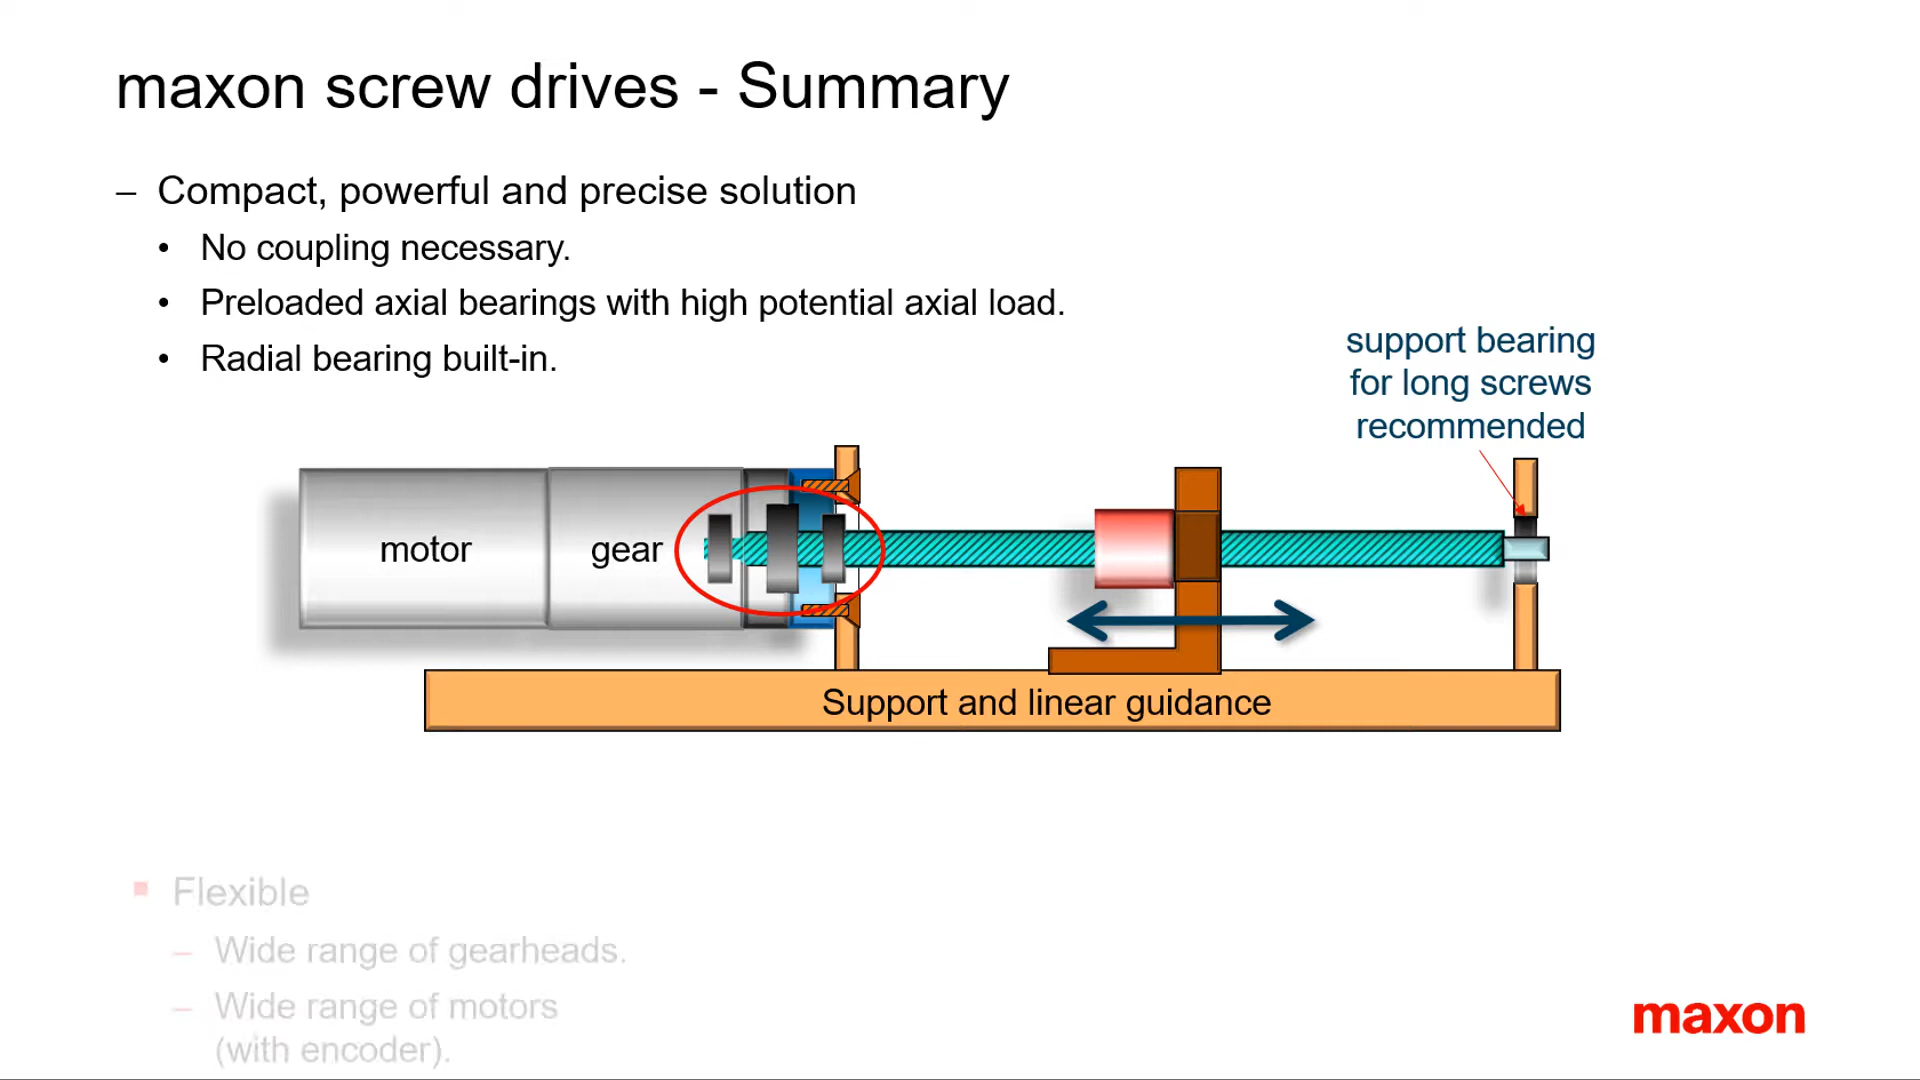 maxon screw drives - Summary
– Compact, powerful and precise solution
• No coupling necessary.
• Preloaded axial bearings with high potential axial load.
• Radial bearing built-in.
support bearing
for long screws
recommended
motor
gear
Support and linear guidance
▪ Flexible
– Wide range of gearheads.
– Wide range of motors
(with encoder).
maxon